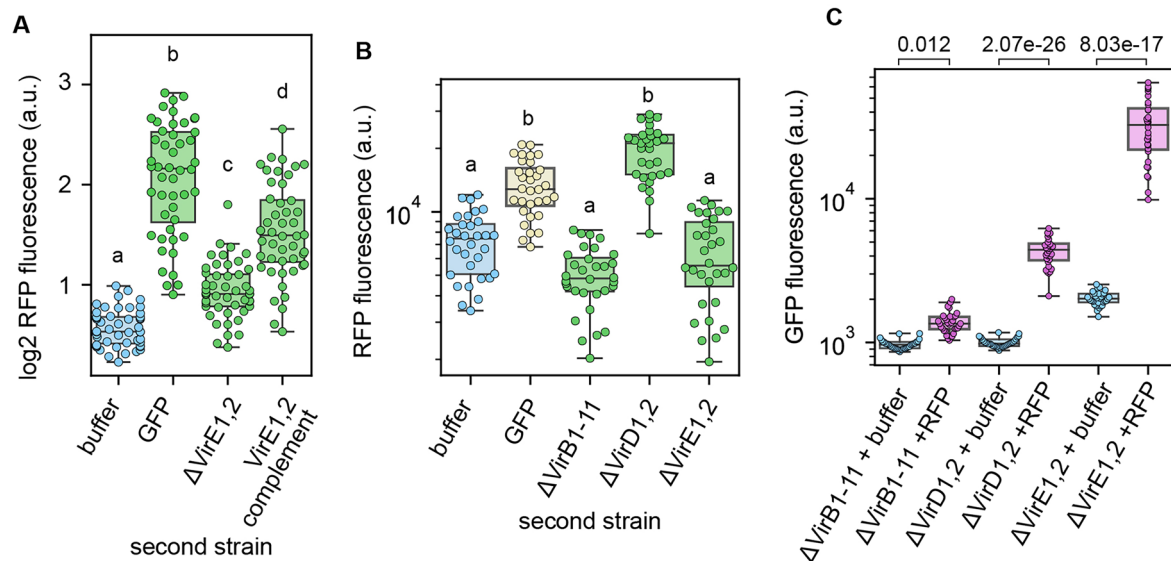 A
log2 RFP fluorescence (a.u.)
3
2
1
a
b
c
d
buffer
GFP
ΔVirE1,2
VirE1,2
complement
second strain
B
RFP fluorescence (a.u.)
10⁴
a
b
a
b
a
buffer
GFP
ΔVirB1-11
ΔVirD1,2
ΔVirE1,2
second strain
C
0.012
2.07e-26
8.03e-17
GFP fluorescence (a.u.)
10⁴
10³
ΔVirB1-11 + buffer
ΔVirB1-11 +RFP
ΔVirD1,2 + buffer
ΔVirD1,2 +RFP
ΔVirE1,2 + buffer
ΔVirE1,2 +RFP